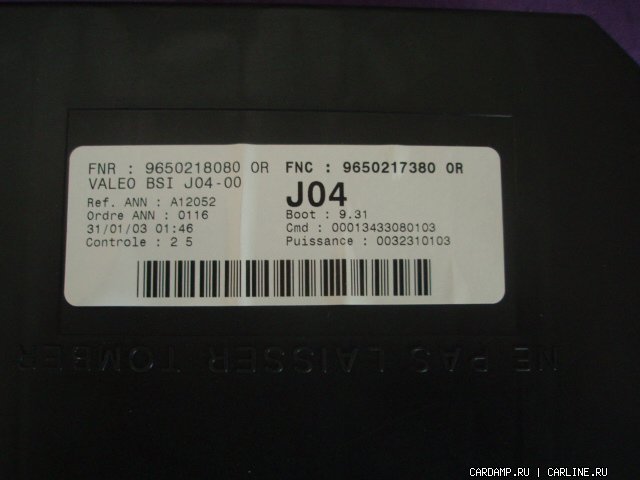 FNR : 9650218080 OR FNC : 9650217380 OR
VALEO BSI J04-00
J04
Ref. ANN : A12052
Ordre ANN : 0116
Boot : 9.31
31/01/03 01:46
Cmd : 00013433080103
Controle : 2 5
Puissance : 0032310103
NE PAS LAISSER TOMBER
CARDAMP.RU | CARLINE.RU